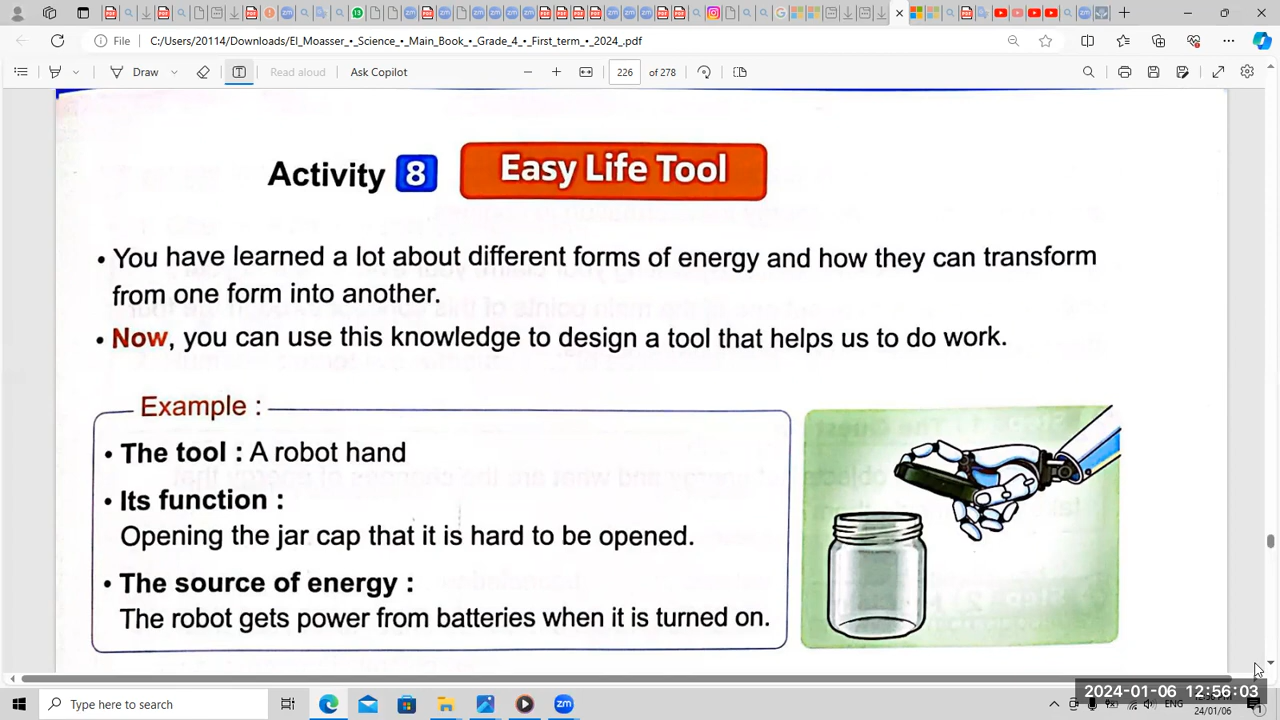 File
C:/Users/20114/Downloads/El_Moasser_•_Science_•_Main_Book_•_Grade_4_•_First_term_•_2024_.pdf
Draw
Read aloud
Ask Copilot
226
of 278
Activity 8
Easy Life Tool
• You have learned a lot about different forms of energy and how they can transform
from one form into another.
• Now, you can use this knowledge to design a tool that helps us to do work.
Example :
• The tool : A robot hand
• Its function :
Opening the jar cap that it is hard to be opened.
• The source of energy :
The robot gets power from batteries when it is turned on.
Type here to search
ENG
2024-01-06 12:56:03
24/01/06